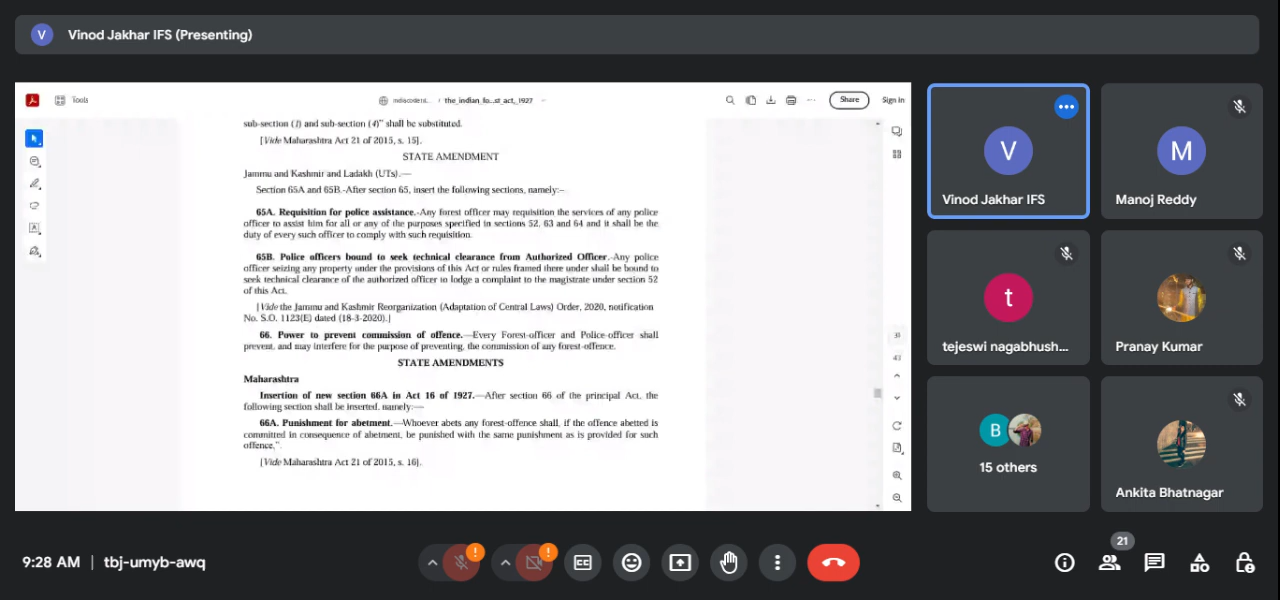 V Vinod Jakhar IFS (Presenting)
Tools
the_indian_fo...st_act,_1927
Share
Sign in
sub-section (1) and sub-section (4)" shall be substituted.
[Vide Maharashtra Act 21 of 2015, s. 15].
STATE AMENDMENT
Jammu and Kashmir and Ladakh (UTs).—
Section 65A and 65B.-After section 65, insert the following sections, namely:–
65A. Requisition for police assistance.-Any forest officer may requisition the services of any police
officer to assist him for all or any of the purposes specified in sections 52, 63 and 64 and it shall be the
duty of every such officer to comply with such requisition.
65B. Police officers bound to seek technical clearance from Authorized Officer.-Any police
officer seizing any property under the provisions of this Act or rules framed there under shall be bound to
seek technical clearance of the authorized officer to lodge a complaint to the magistrate under section 52
of this Act.
[Vide the Jammu and Kashmir Reorganization (Adaptation of Central Laws) Order, 2020, notification
No. S.O. 1123(E) dated (18-3-2020).]
66. Power to prevent commission of offence.—Every Forest-officer and Police-officer shall
prevent, and may interfere for the purpose of preventing, the commission of any forest-offence.
STATE AMENDMENTS
Maharashtra
Insertion of new section 66A in Act 16 of 1927.—After section 66 of the principal Act, the
following section shall be inserted, namely:—
66A. Punishment for abetment.—Whoever abets any forest-offence shall, if the offence abetted is
committed in consequence of abetment, be punished with the same punishment as is provided for such
offence.".
[Vide Maharashtra Act 21 of 2015, s. 16].
43
V
Vinod Jakhar IFS
M
Manoj Reddy
t
tejeswi nagabhush...
Pranay Kumar
B
15 others
Ankita Bhatnagar
9:28 AM | tbj-umyb-awq
CC
21